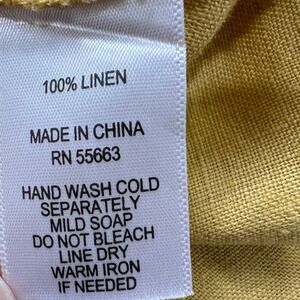 100% LINEN
MADE IN CHINA
RN 55663
HAND WASH COLD
SEPARATELY
MILD SOAP
DO NOT BLEACH
LINE DRY
WARM IRON
IF NEEDED